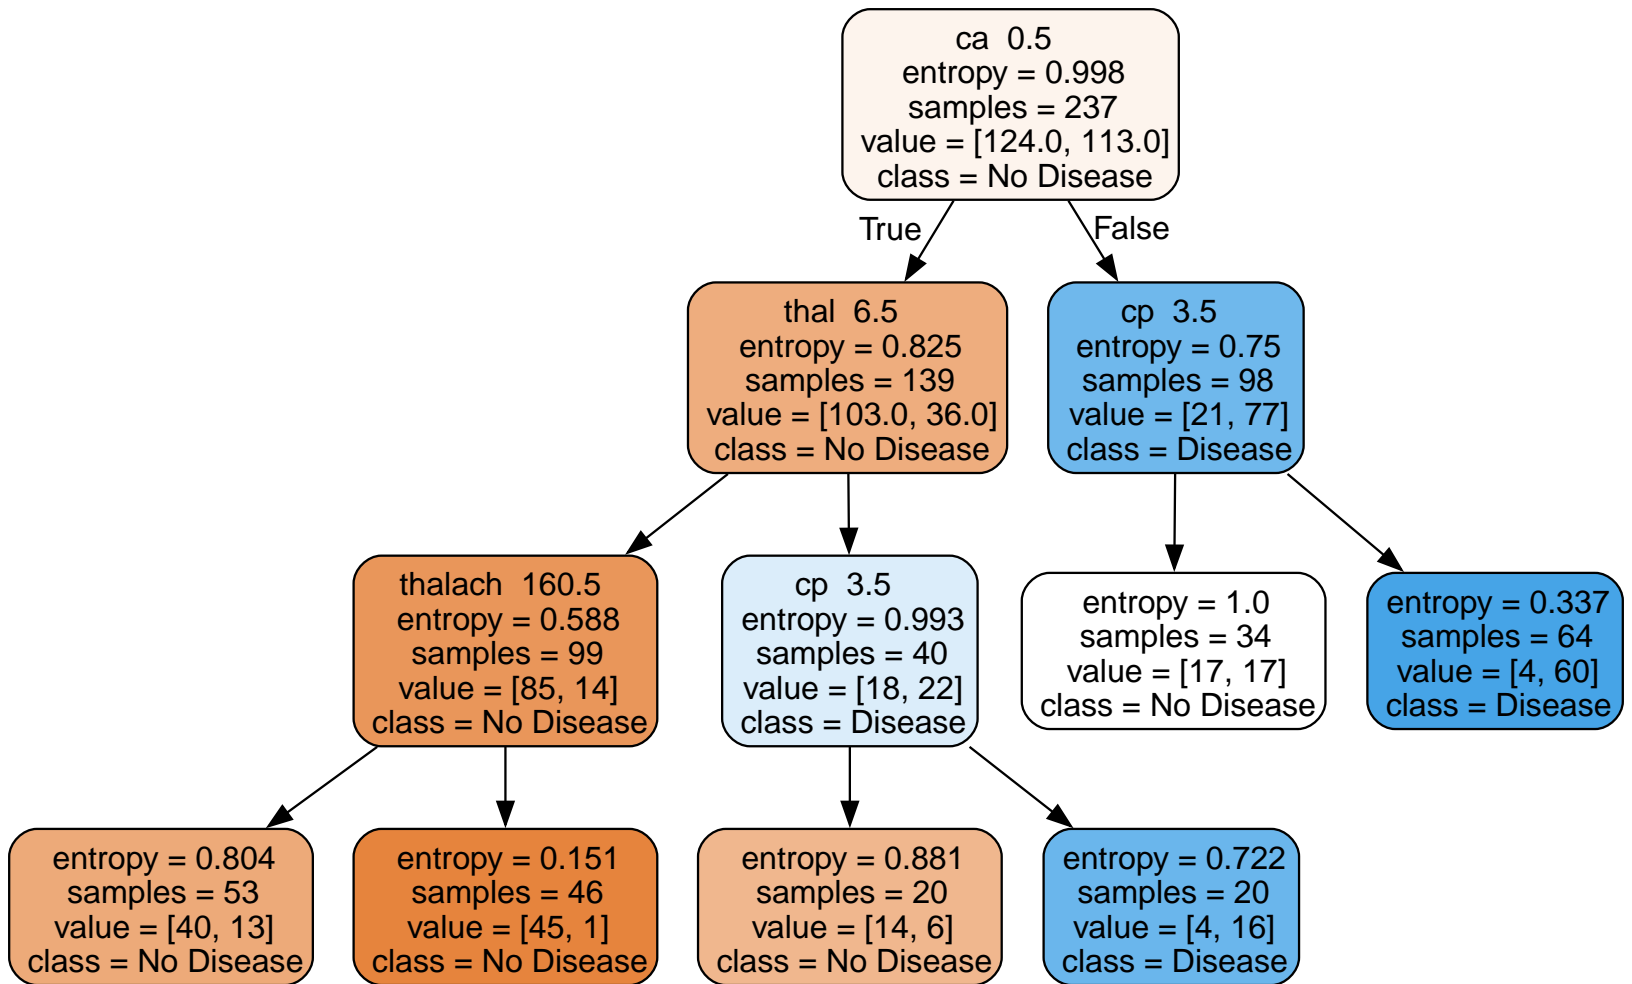 ca  0.5
entropy = 0.998
samples = 237
value = [124.0, 113.0]
class = No Disease
True
False
thal  6.5
entropy = 0.825
samples = 139
value = [103.0, 36.0]
class = No Disease
cp  3.5
entropy = 0.75
samples = 98
value = [21, 77]
class = Disease
thalach  160.5
entropy = 0.588
samples = 99
value = [85, 14]
class = No Disease
cp  3.5
entropy = 0.993
samples = 40
value = [18, 22]
class = Disease
entropy = 1.0
samples = 34
value = [17, 17]
class = No Disease
entropy = 0.337
samples = 64
value = [4, 60]
class = Disease
entropy = 0.804
samples = 53
value = [40, 13]
class = No Disease
entropy = 0.151
samples = 46
value = [45, 1]
class = No Disease
entropy = 0.881
samples = 20
value = [14, 6]
class = No Disease
entropy = 0.722
samples = 20
value = [4, 16]
class = Disease